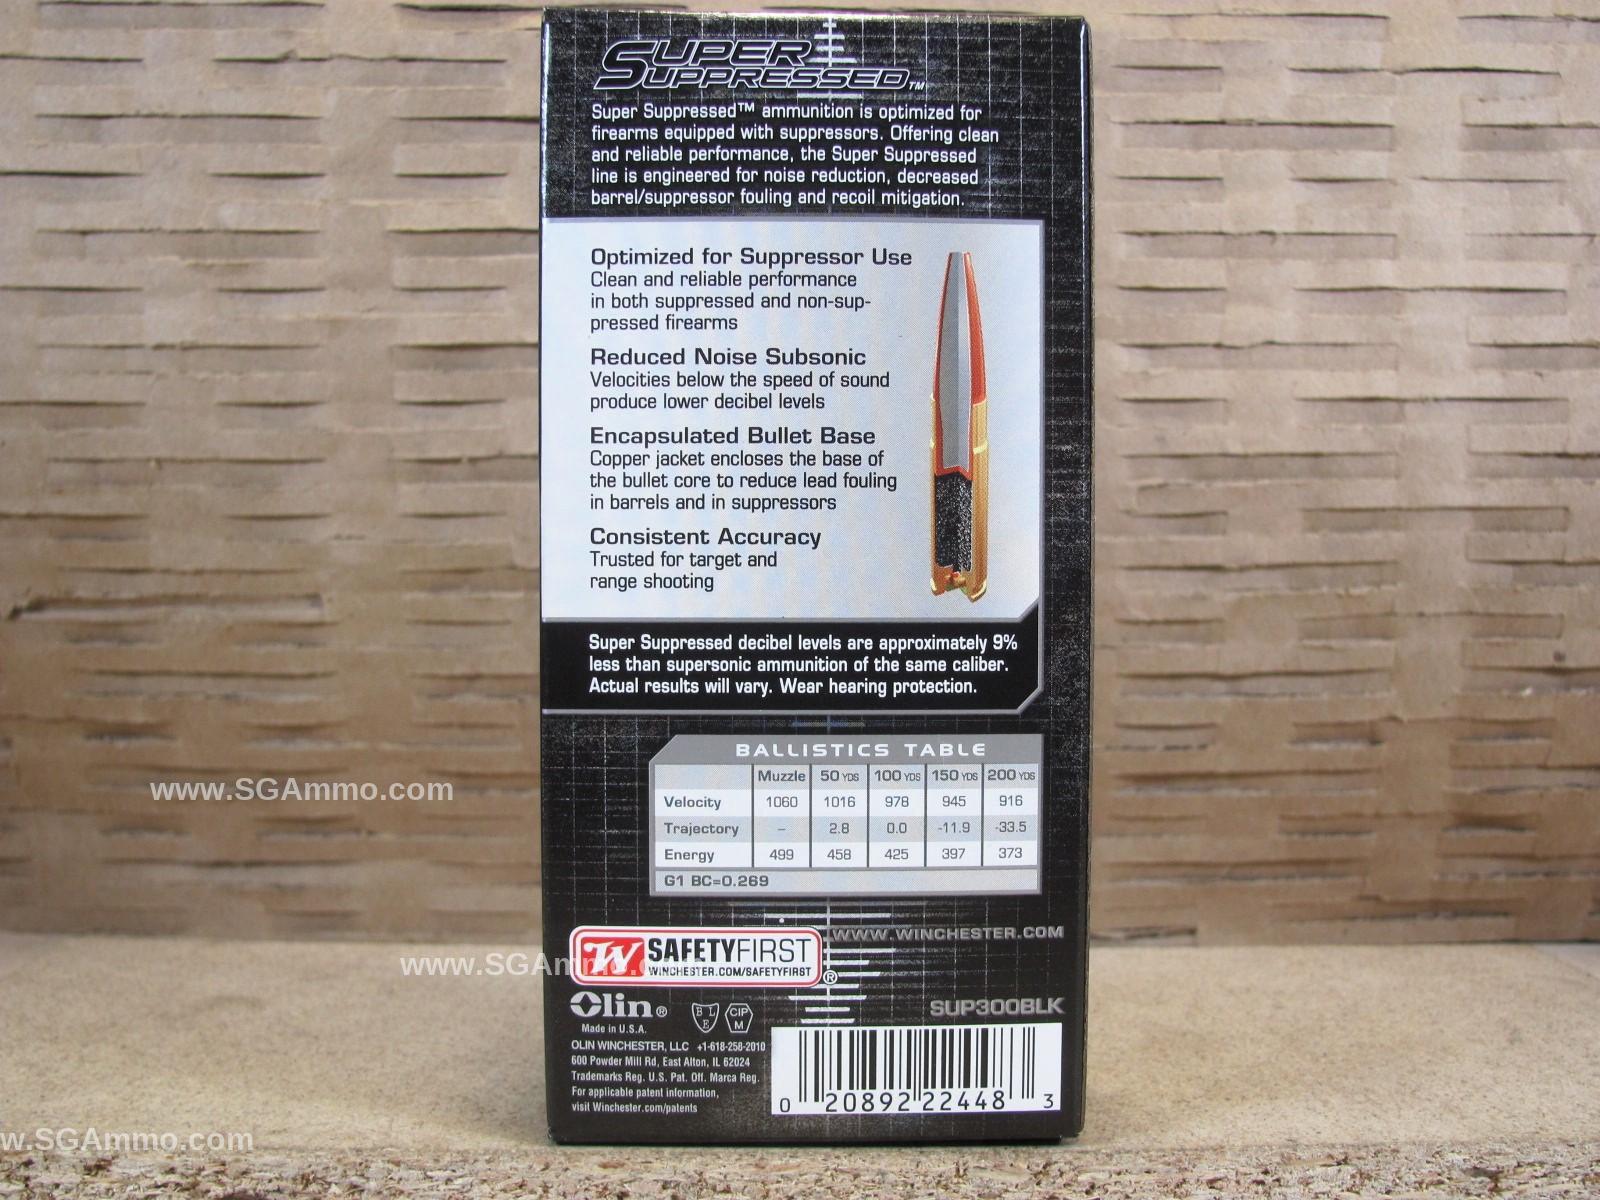 SUPER
SUPPRESSED™
Super Suppressed™ ammunition is optimized for
firearms equipped with suppressors. Offering clean
and reliable performance, the Super Suppressed
line is engineered for noise reduction, decreased
barrel/suppressor fouling and recoil mitigation.
Optimized for Suppressor Use
Clean and reliable performance
in both suppressed and non-sup-
pressed firearms
Reduced Noise Subsonic
Velocities below the speed of sound
produce lower decibel levels
Encapsulated Bullet Base
Copper jacket encloses the base of
the bullet core to reduce lead fouling
in barrels and in suppressors
Consistent Accuracy
Trusted for target and
range shooting
Super Suppressed decibel levels are approximately 9%
less than supersonic ammunition of the same caliber.
Actual results will vary. Wear hearing protection.
BALLISTICS TABLE
Muzzle 50 YDS 100 YDS 150 YDS 200 YDS
Velocity 1060 1016 978 945 916
Trajectory – 2.8 0.0 -11.9 -33.5
Energy 499 458 425 397 373
G1 BC=0.269
www.SGAmmo.com
WWW.WINCHESTER.COM
W SAFETYFIRST
WINCHESTER.COM/SAFETYFIRST ®
www.SGAmmo.com
Olin®
Made in U.S.A.
B L E
CIP M
SUP300BLK
OLIN WINCHESTER, LLC +1-618-258-2010
600 Powder Mill Rd, East Alton, IL 62024
Trademarks Reg. U.S. Pat. Off. Marca Reg.
For applicable patent information,
visit Winchester.com/patents
0 20892 22448 3
w.SGAmmo.com